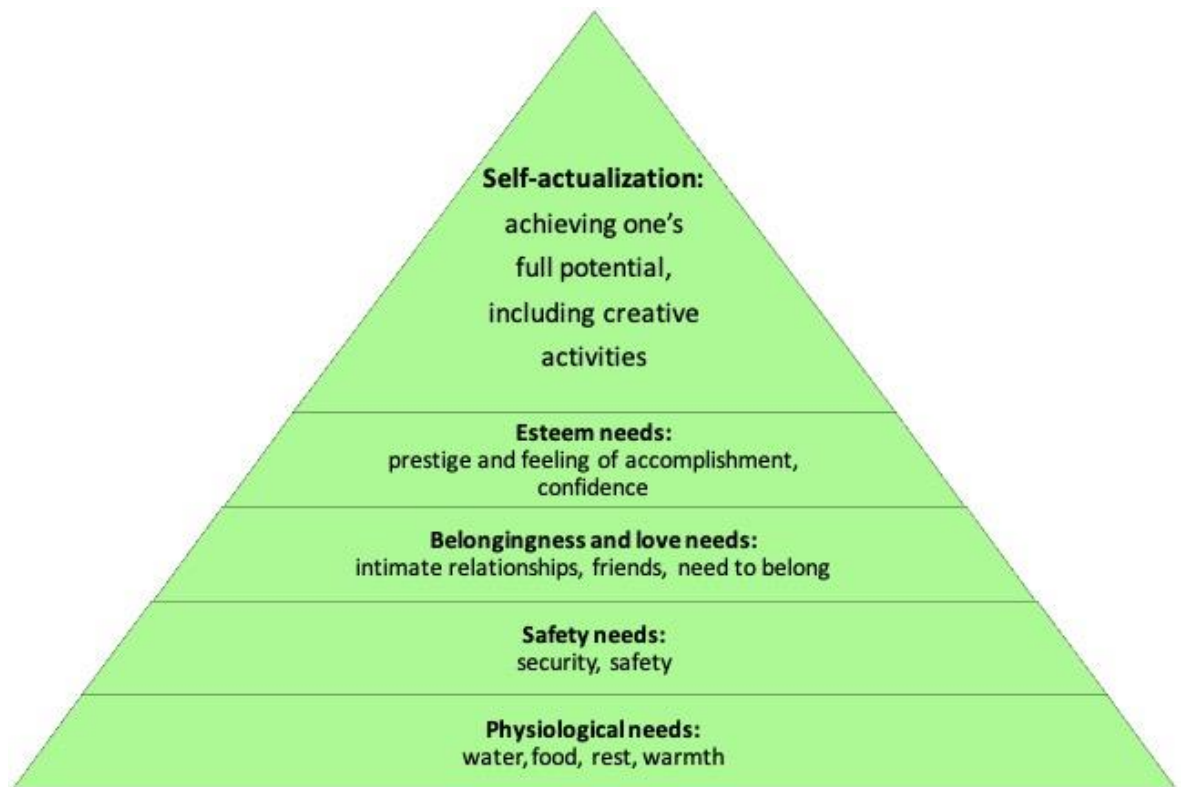 Self-actualization:
achieving one’s
full potential,
including creative
activities
Esteem needs:
prestige and feeling of accomplishment,
confidence
Belongingness and love needs:
intimate relationships, friends, need to belong
Safety needs:
security, safety
Physiological needs:
water, food, rest, warmth